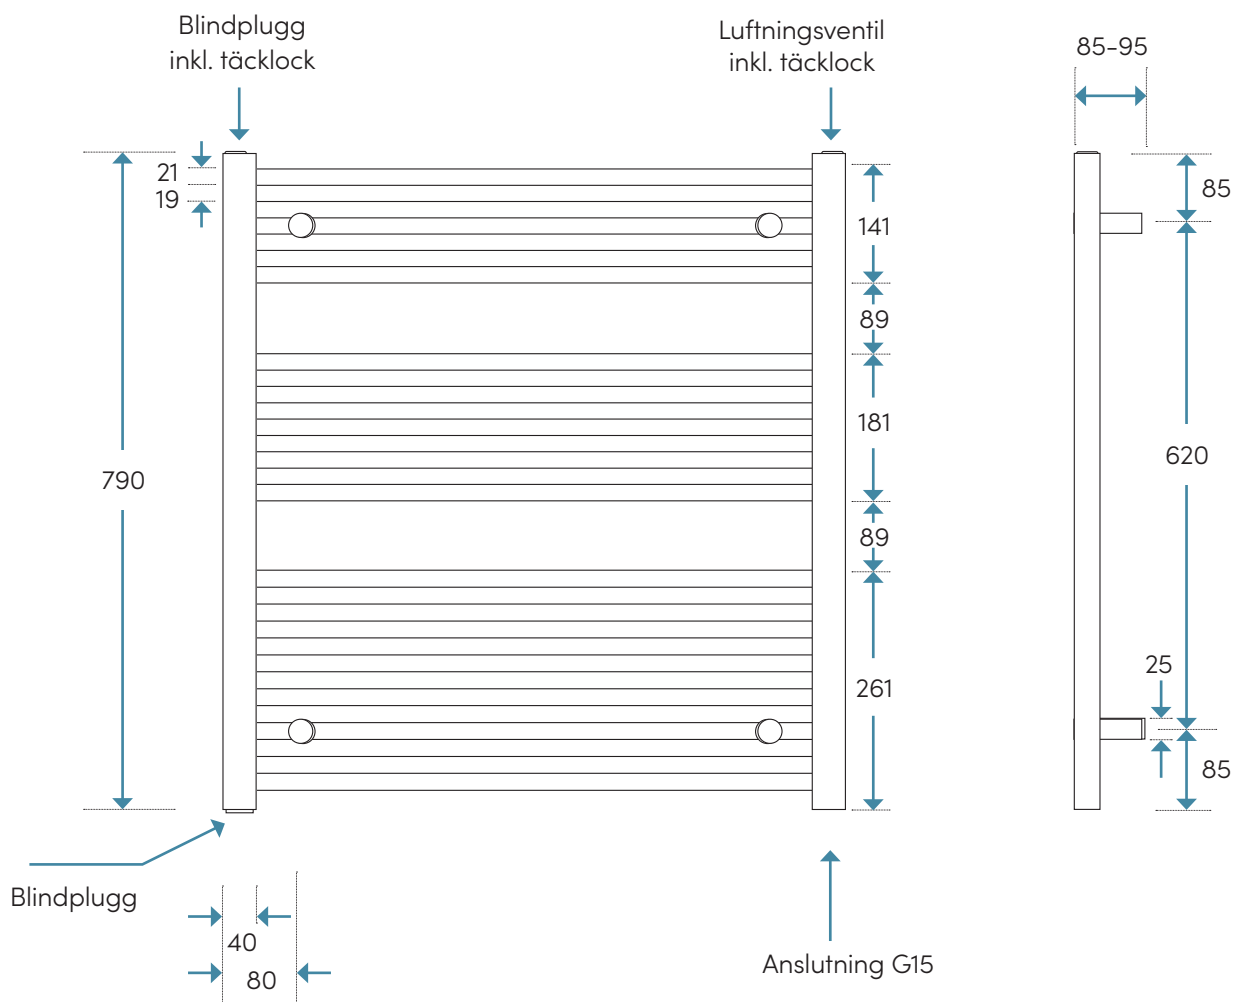 Blindplugg
inkl. täcklock
Luftningsventil
inkl. täcklock
85-95
21
19
141
85
89
181
790
620
89
25
261
85
Blindplugg
40
80
Anslutning G15